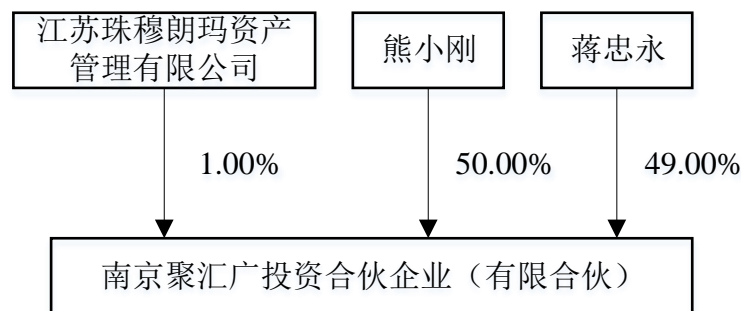 江苏珠穆朗玛资产
管理有限公司
熊小刚
蒋忠永
1.00%
50.00%
49.00%
南京聚汇广投资合伙企业（有限合伙）